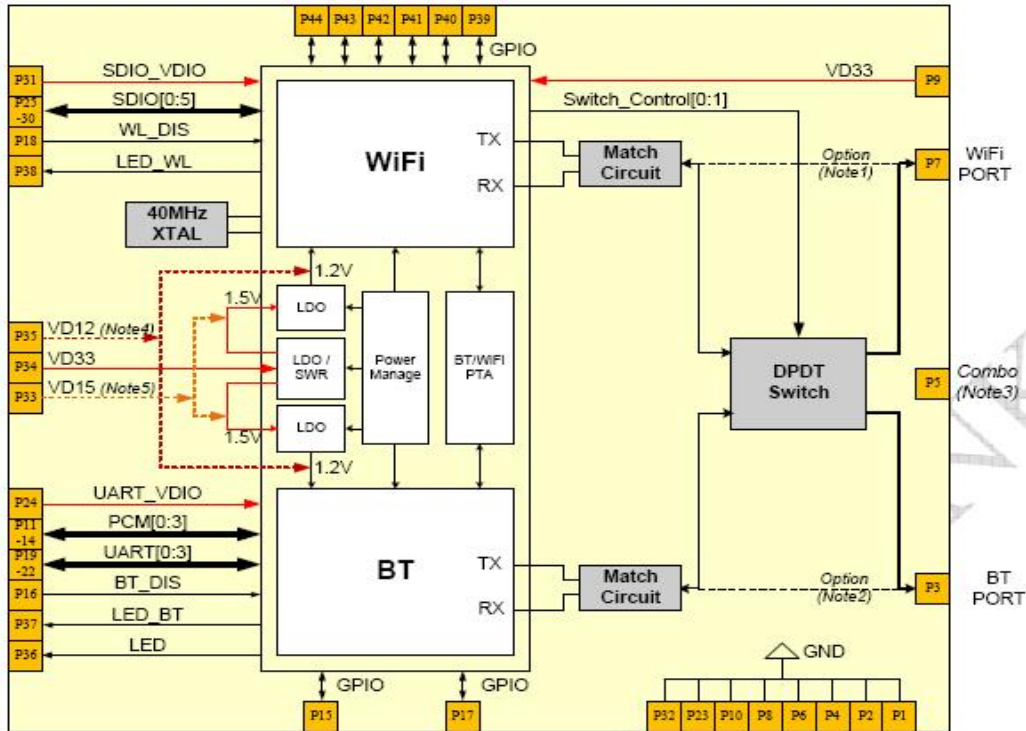 P44 P43 P42 P41 P40 P39
GPIO
P31
SDIO_VDIO
VD33
P9
P25
-30
SDIO[0:5]
Switch_Control[0:1]
P18
WL_DIS
P38
LED_WL
WiFi
TX
RX
Match
Circuit
Option
(Note1)
P7
WiFi
PORT
40MHz
XTAL
1.2V
1.5V
LDO
P35
VD12 (Note4)
P34
VD33
P33
VD15 (Note5)
LDO /
SWR
Power
Manage
BT/WIFI
PTA
DPDT
Switch
P5
Combo
(Note3)
LDO
1.5V
1.2V
P24
UART_VDIO
P11
-14
PCM[0:3]
P19
-22
UART[0:3]
P16
BT_DIS
P37
LED_BT
P36
LED
BT
TX
RX
Match
Circuit
Option
(Note2)
P3
BT
PORT
GND
GPIO
GPIO
P15
P17
P32 P23 P10 P8 P6 P4 P2 P1